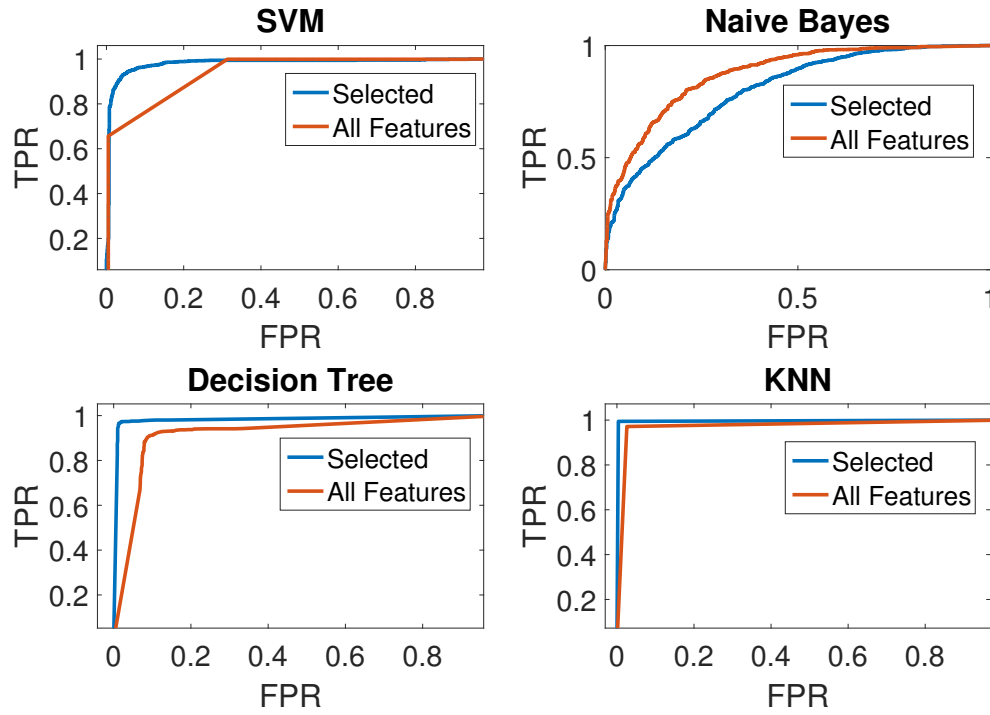 SVM
TPR
1
0.8
0.6
0.4
0.2
0 0.2 0.4 0.6 0.8
FPR
Selected
All Features
Naive Bayes
TPR
1
0.5
0
0 0.5 1
FPR
Selected
All Features
Decision Tree
TPR
1
0.8
0.6
0.4
0.2
0 0.2 0.4 0.6 0.8
FPR
Selected
All Features
KNN
TPR
1
0.8
0.6
0.4
0.2
0 0.2 0.4 0.6 0.8
FPR
Selected
All Features